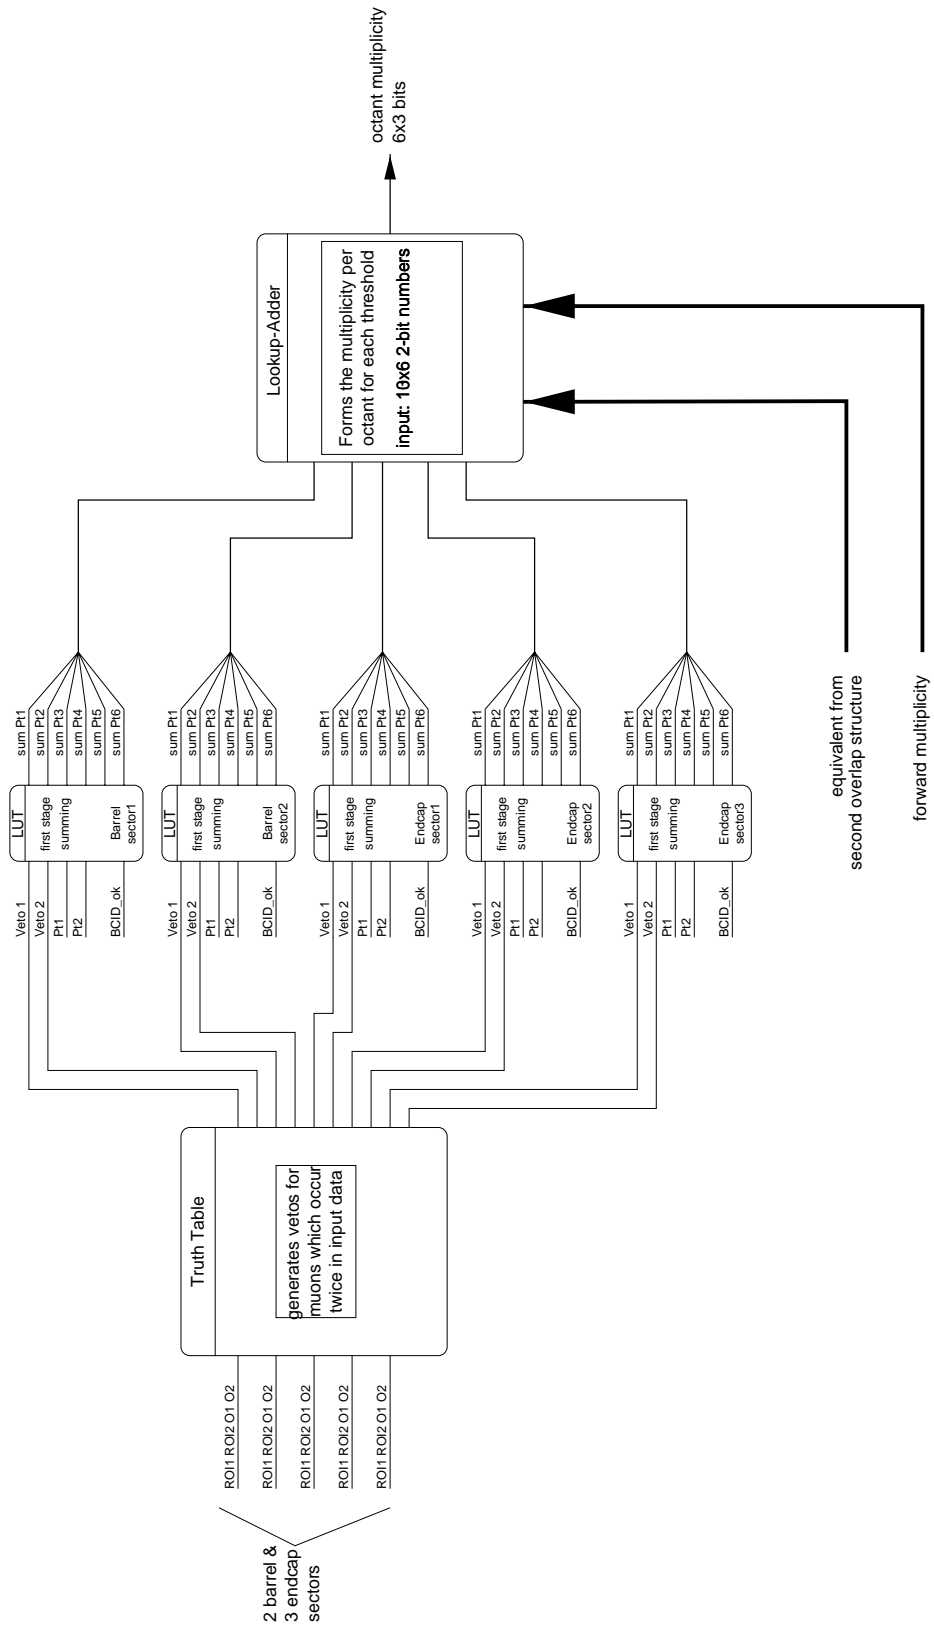 2 barrel &
3 endcap
sectors
ROI1 ROI2 O1 O2
ROI1 ROI2 O1 O2
ROI1 ROI2 O1 O2
ROI1 ROI2 O1 O2
ROI1 ROI2 O1 O2
Truth Table
generates vetos for
muons which occur
twice in input data
Veto 1
Veto 2
Pt1
Pt2
BCID_ok
LUT
first stage
summing
Barrel
sector1
sum Pt1
sum Pt2
sum Pt3
sum Pt4
sum Pt5
sum Pt6
Veto 1
Veto 2
Pt1
Pt2
BCID_ok
LUT
first stage
summing
Barrel
sector2
sum Pt1
sum Pt2
sum Pt3
sum Pt4
sum Pt5
sum Pt6
Veto 1
Veto 2
Pt1
Pt2
BCID_ok
LUT
first stage
summing
Endcap
sector1
sum Pt1
sum Pt2
sum Pt3
sum Pt4
sum Pt5
sum Pt6
Veto 1
Veto 2
Pt1
Pt2
BCID_ok
LUT
first stage
summing
Endcap
sector2
sum Pt1
sum Pt2
sum Pt3
sum Pt4
sum Pt5
sum Pt6
Veto 1
Veto 2
Pt1
Pt2
BCID_ok
LUT
first stage
summing
Endcap
sector3
sum Pt1
sum Pt2
sum Pt3
sum Pt4
sum Pt5
sum Pt6
Lookup-Adder
Forms the multiplicity per
octant for each threshold
input: 10x6 2-bit numbers
octant multiplicity
6x3 bits
equivalent from
second overlap structure
forward multiplicity